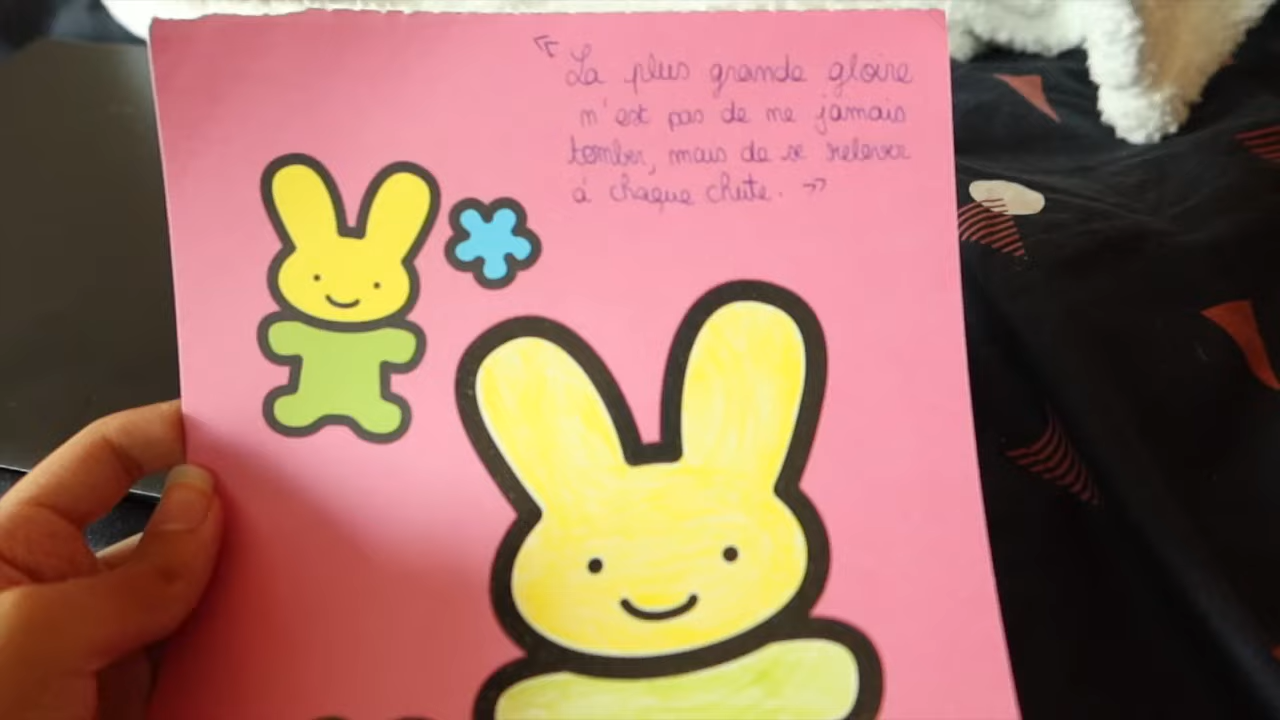 « La plus grande gloire
n'est pas de ne jamais
tomber, mais de se relever
à chaque chute. »